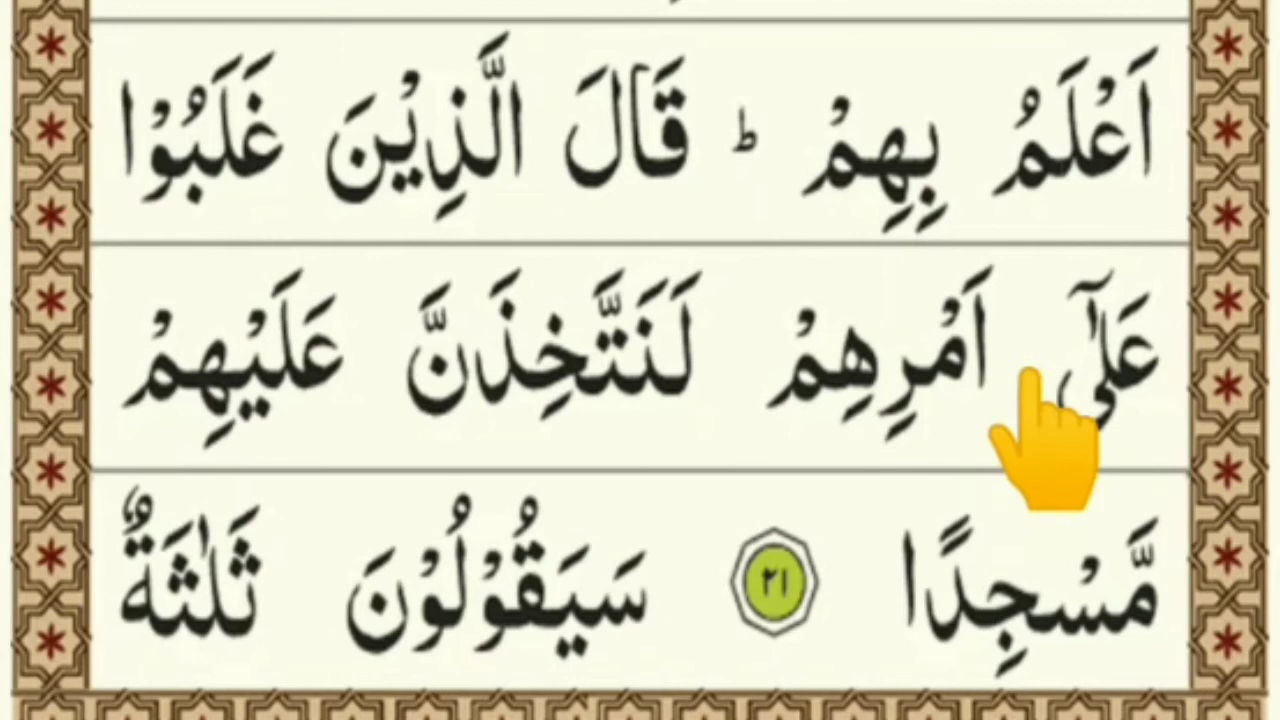 اَعْلَمُ بِهِمْ ؕ قَالَ الَّذِيْنَ غَلَبُوْا
عَلٰٓى اَمْرِهِمْ لَنَتَّخِذَنَّ عَلَيْهِمْ
مَّسْجِدًا ٢١ سَيَقُوْلُوْنَ ثَلٰثَةٌ